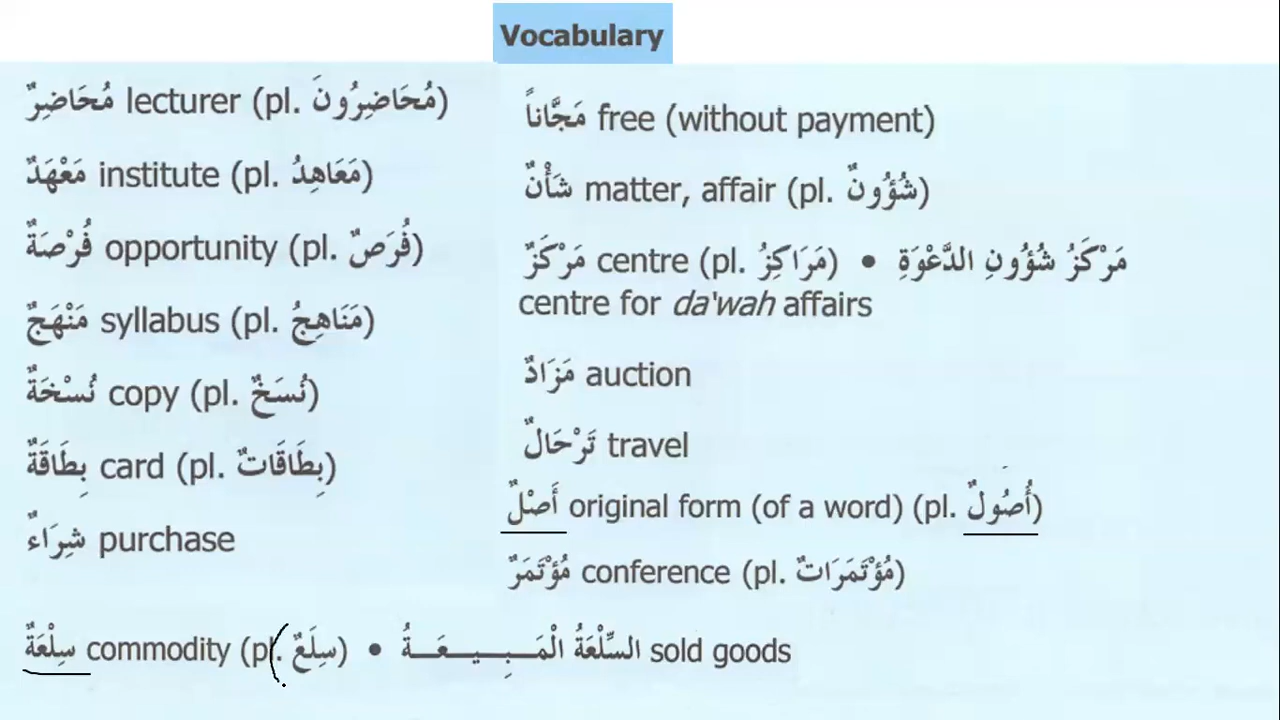 Vocabulary
مُحَاضِرٌ lecturer (pl. مُحَاضِرُونَ)
مَعْهَدٌ institute (pl. مَعَاهِدُ)
فُرْصَةٌ opportunity (pl. فُرَصٌ)
مَنْهَجٌ syllabus (pl. مَنَاهِجُ)
نُسْخَةٌ copy (pl. نُسَخٌ)
بِطَاقَةٌ card (pl. بِطَاقَاتٌ)
شِرَاءٌ purchase
سِلْعَةٌ commodity (pl. سِلَعٌ) • السِّلْعَةُ الْمَـــبِـــيـــعَـــةُ sold goods
مَجَّاناً free (without payment)
شَأْنٌ matter, affair (pl. شُؤُونٌ)
مَرْكَزٌ centre (pl. مَرَاكِزُ) • مَرْكَزُ شُؤُونِ الدَّعْوَةِ
centre for da'wah affairs
مَزَادٌ auction
تَرْحَالٌ travel
أَصْلٌ original form (of a word) (pl. أُصُولٌ)
مُؤْتَمَرٌ conference (pl. مُؤْتَمَرَاتٌ)